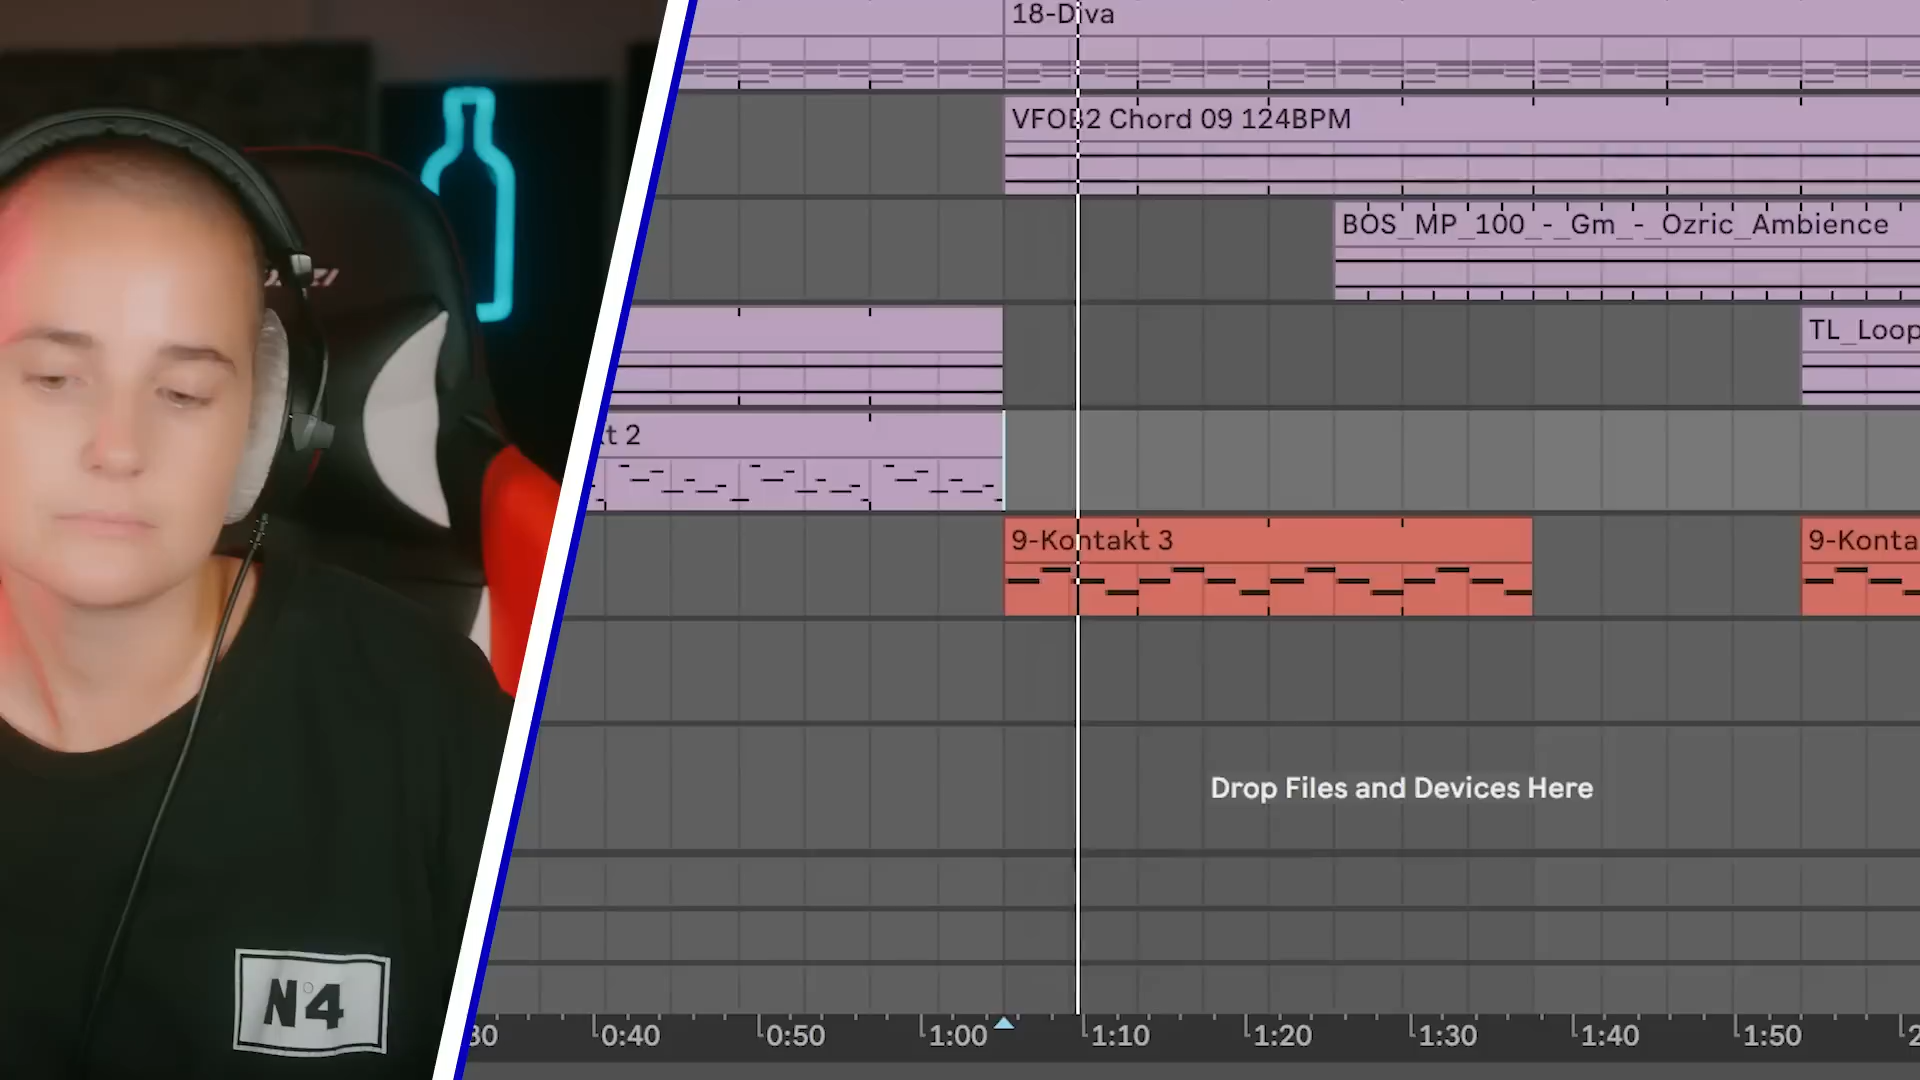 18-Diva
VFOB2 Chord 09 124BPM
BOS_MP_100_-_Gm_-_Ozric_Ambience
TL_Loop
kt 2
9-Kontakt 3
9-Konta
Drop Files and Devices Here
N4
30 0:40 0:50 1:00 1:10 1:20 1:30 1:40 1:50 2